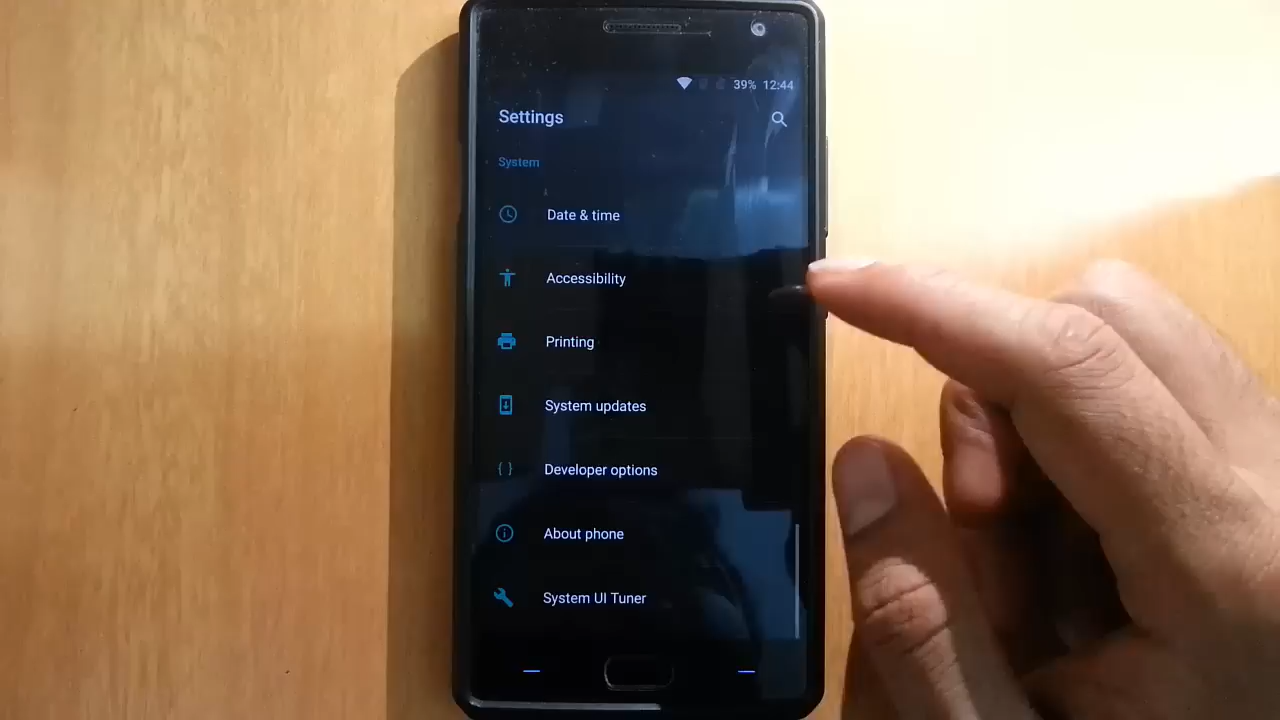 39% 12:44
Settings
System
Date & time
Accessibility
Printing
System updates
Developer options
About phone
System UI Tuner